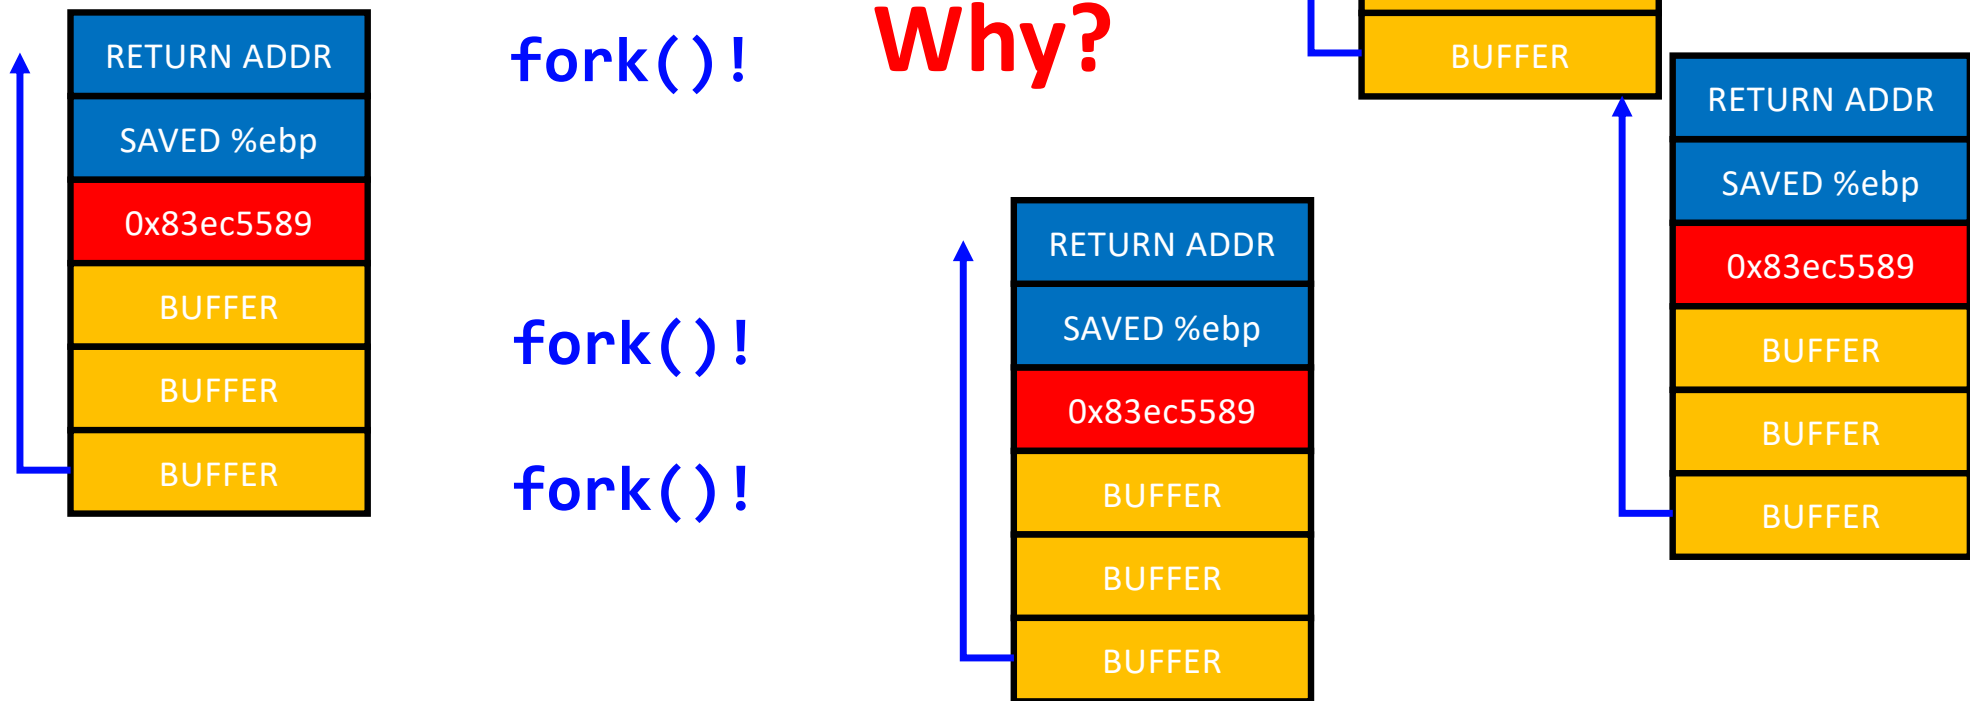 RETURN ADDR
SAVED %ebp
0x83ec5589
BUFFER
BUFFER
BUFFER
fork()!
fork()!
fork()!
Why?
RETURN ADDR
SAVED %ebp
0x83ec5589
BUFFER
BUFFER
BUFFER
BUFFER
RETURN ADDR
SAVED %ebp
0x83ec5589
BUFFER
BUFFER
BUFFER